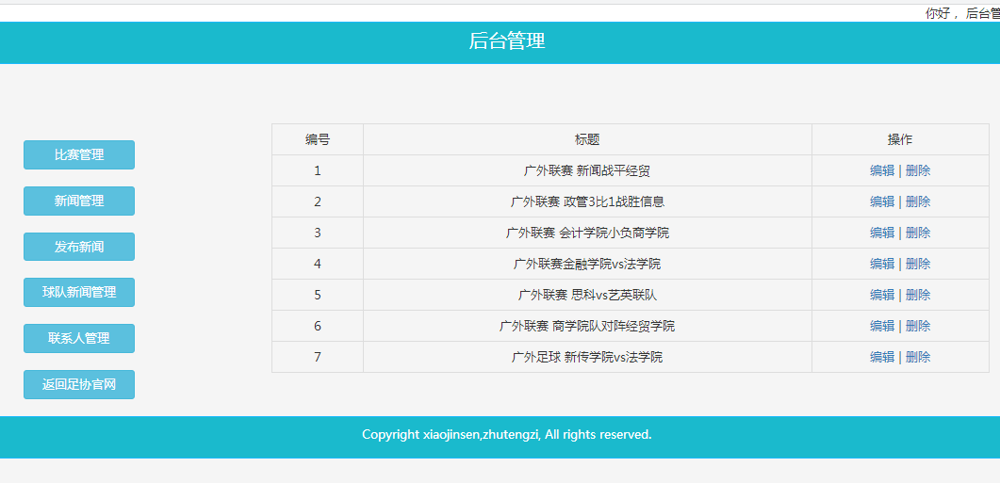 你好 ，后台管
后台管理
比赛管理
新闻管理
发布新闻
球队新闻管理
联系人管理
返回足协官网
编号 标题 操作
1 广外联赛 新闻战平经贸 编辑 | 删除
2 广外联赛 政管3比1战胜信息 编辑 | 删除
3 广外联赛 会计学院小负商学院 编辑 | 删除
4 广外联赛金融学院vs法学院 编辑 | 删除
5 广外联赛 思科vs艺英联队 编辑 | 删除
6 广外联赛 商学院队对阵经贸学院 编辑 | 删除
7 广外足球 新传学院vs法学院 编辑 | 删除
Copyright xiaojinsen,zhutengzi, All rights reserved.